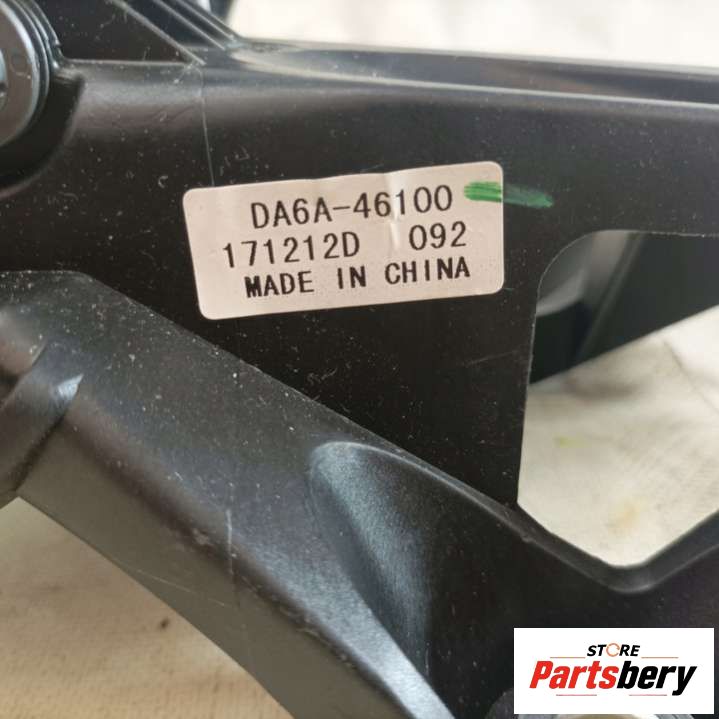 DA6A-46100
171212D 092
MADE IN CHINA
STORE
Partsbery